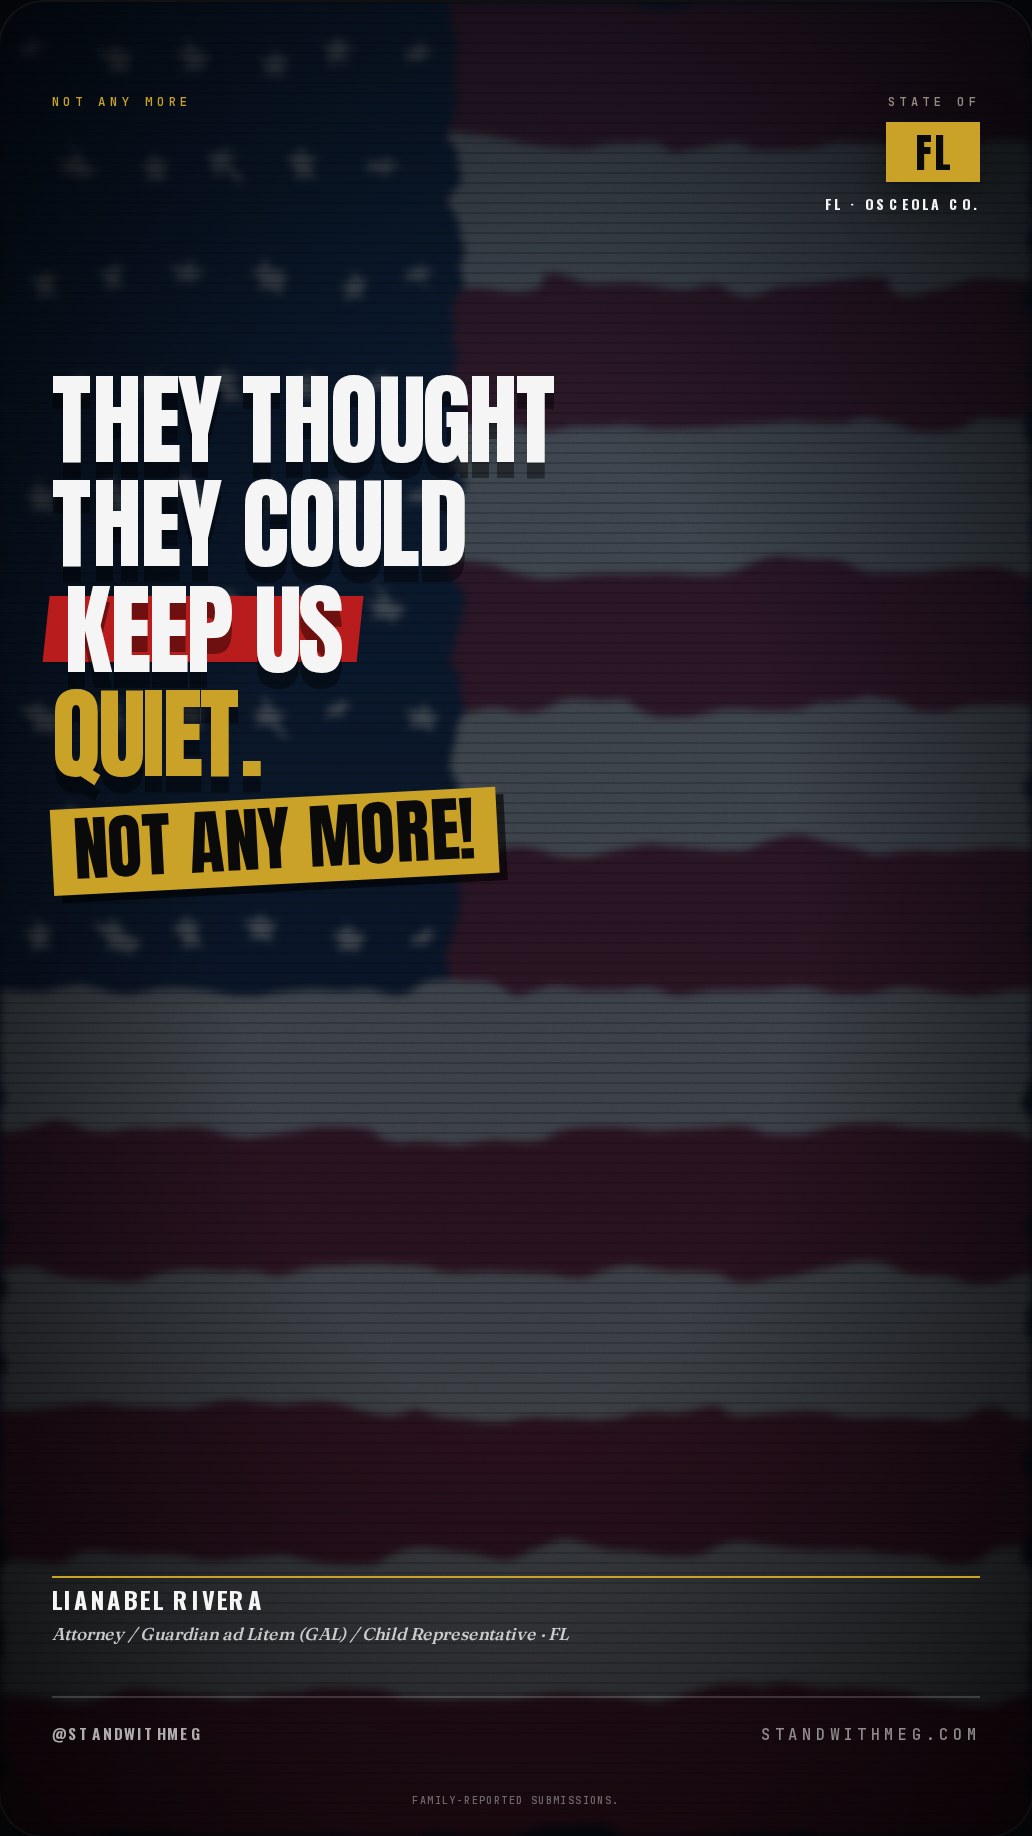 NOT ANY MORE
STATE OF
FL
FL · OSCEOLA CO.
THEY THOUGHT
THEY COULD
KEEP US
QUIET.
NOT ANY MORE!
LIANABEL RIVERA
Attorney / Guardian ad Litem (GAL) / Child Representative · FL
@STANDWITHMEG
STANDWITHMEG.COM
FAMILY-REPORTED SUBMISSIONS.